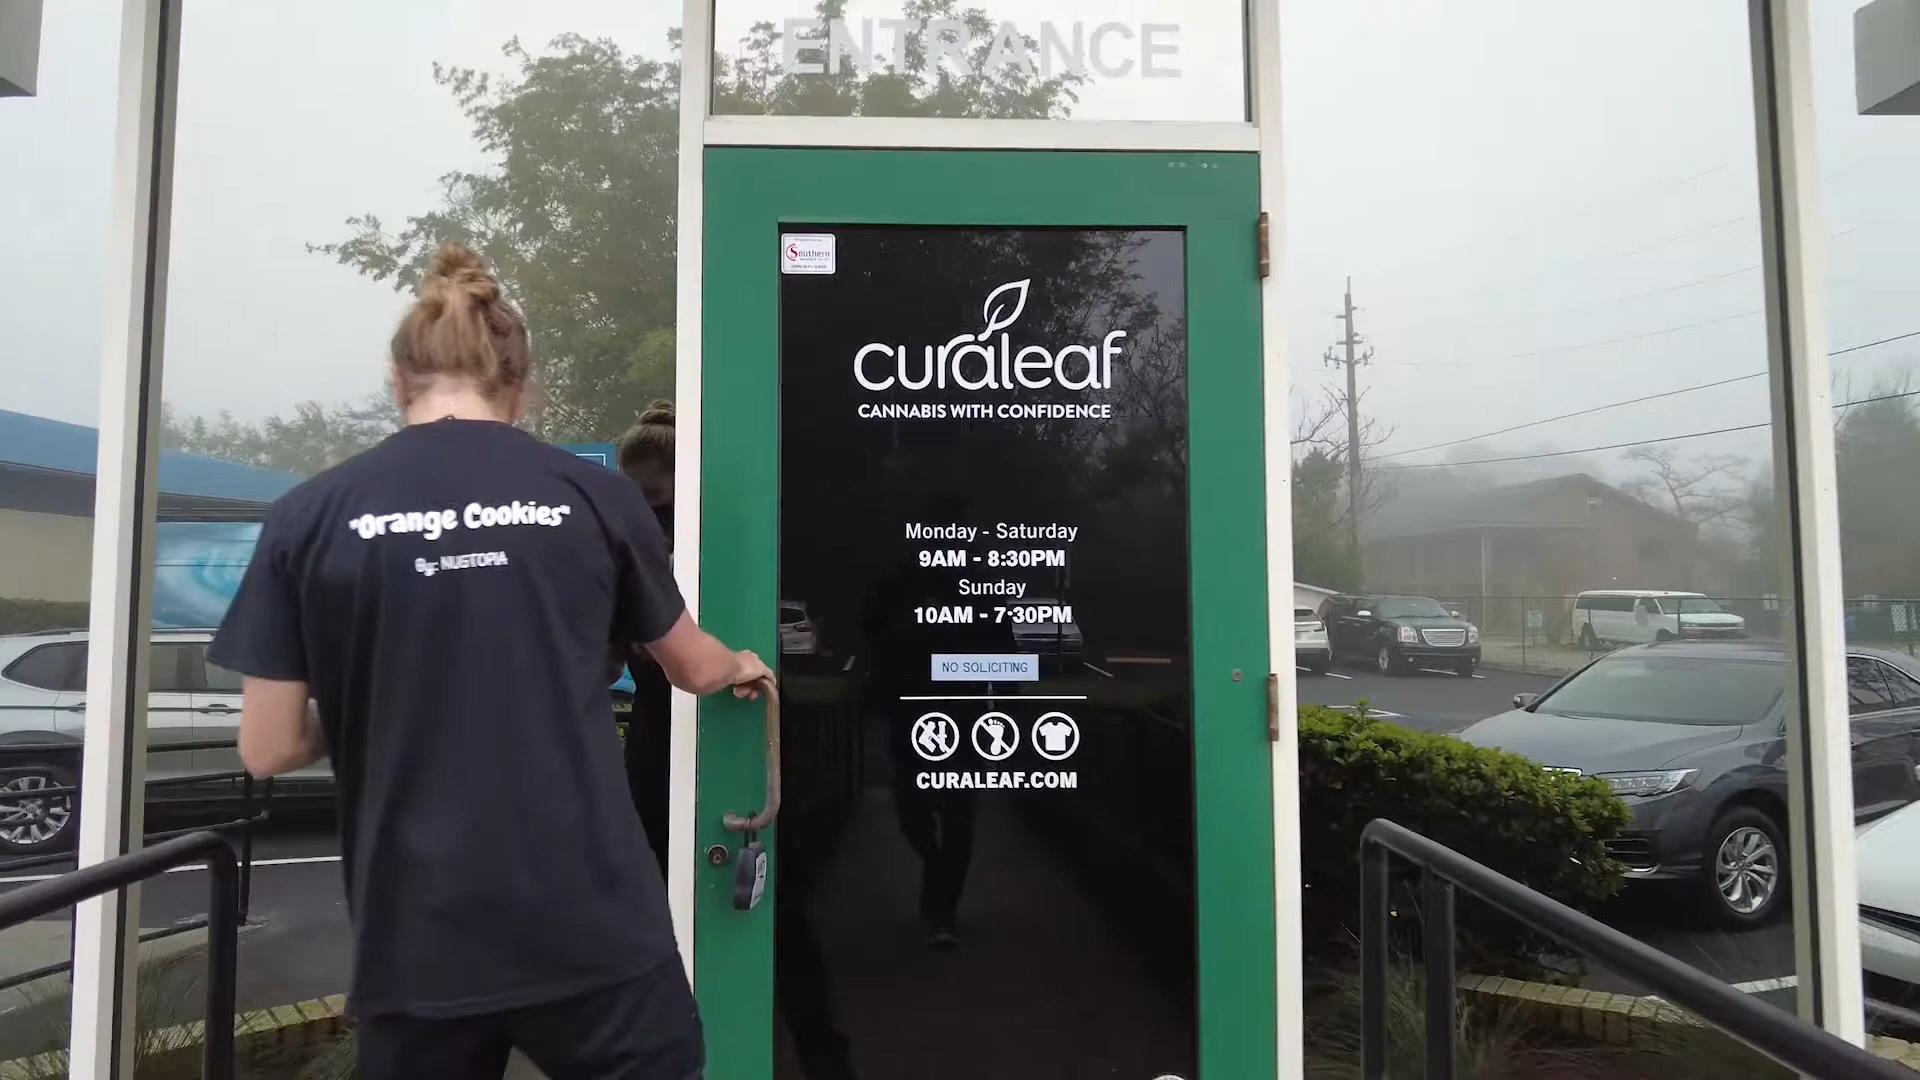 ENTRANCE
Southern
curaleaf
CANNABIS WITH CONFIDENCE
"Orange Cookies"
By: NUGTOPIA
Monday - Saturday
9AM - 8:30PM
Sunday
10AM - 7:30PM
NO SOLICITING
CURALEAF.COM